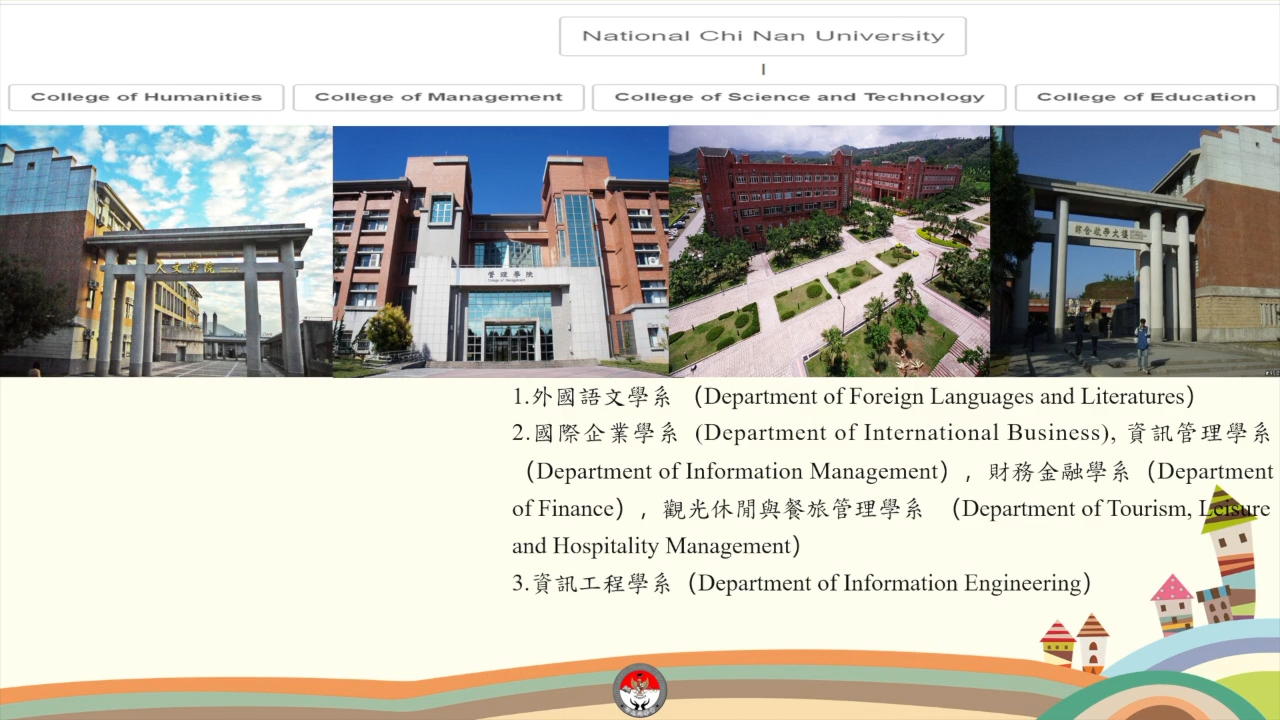 National Chi Nan University
College of Humanities
College of Management
College of Science and Technology
College of Education
人文學院
管理學院
College of Management
綜合教學大樓
1.外國語文學系 （Department of Foreign Languages and Literatures）
2.國際企業學系 (Department of International Business), 資訊管理學系
（Department of Information Management），財務金融學系（Department
of Finance），觀光休閒與餐旅管理學系 （Department of Tourism, Leisure
and Hospitality Management）
3.資訊工程學系（Department of Information Engineering）